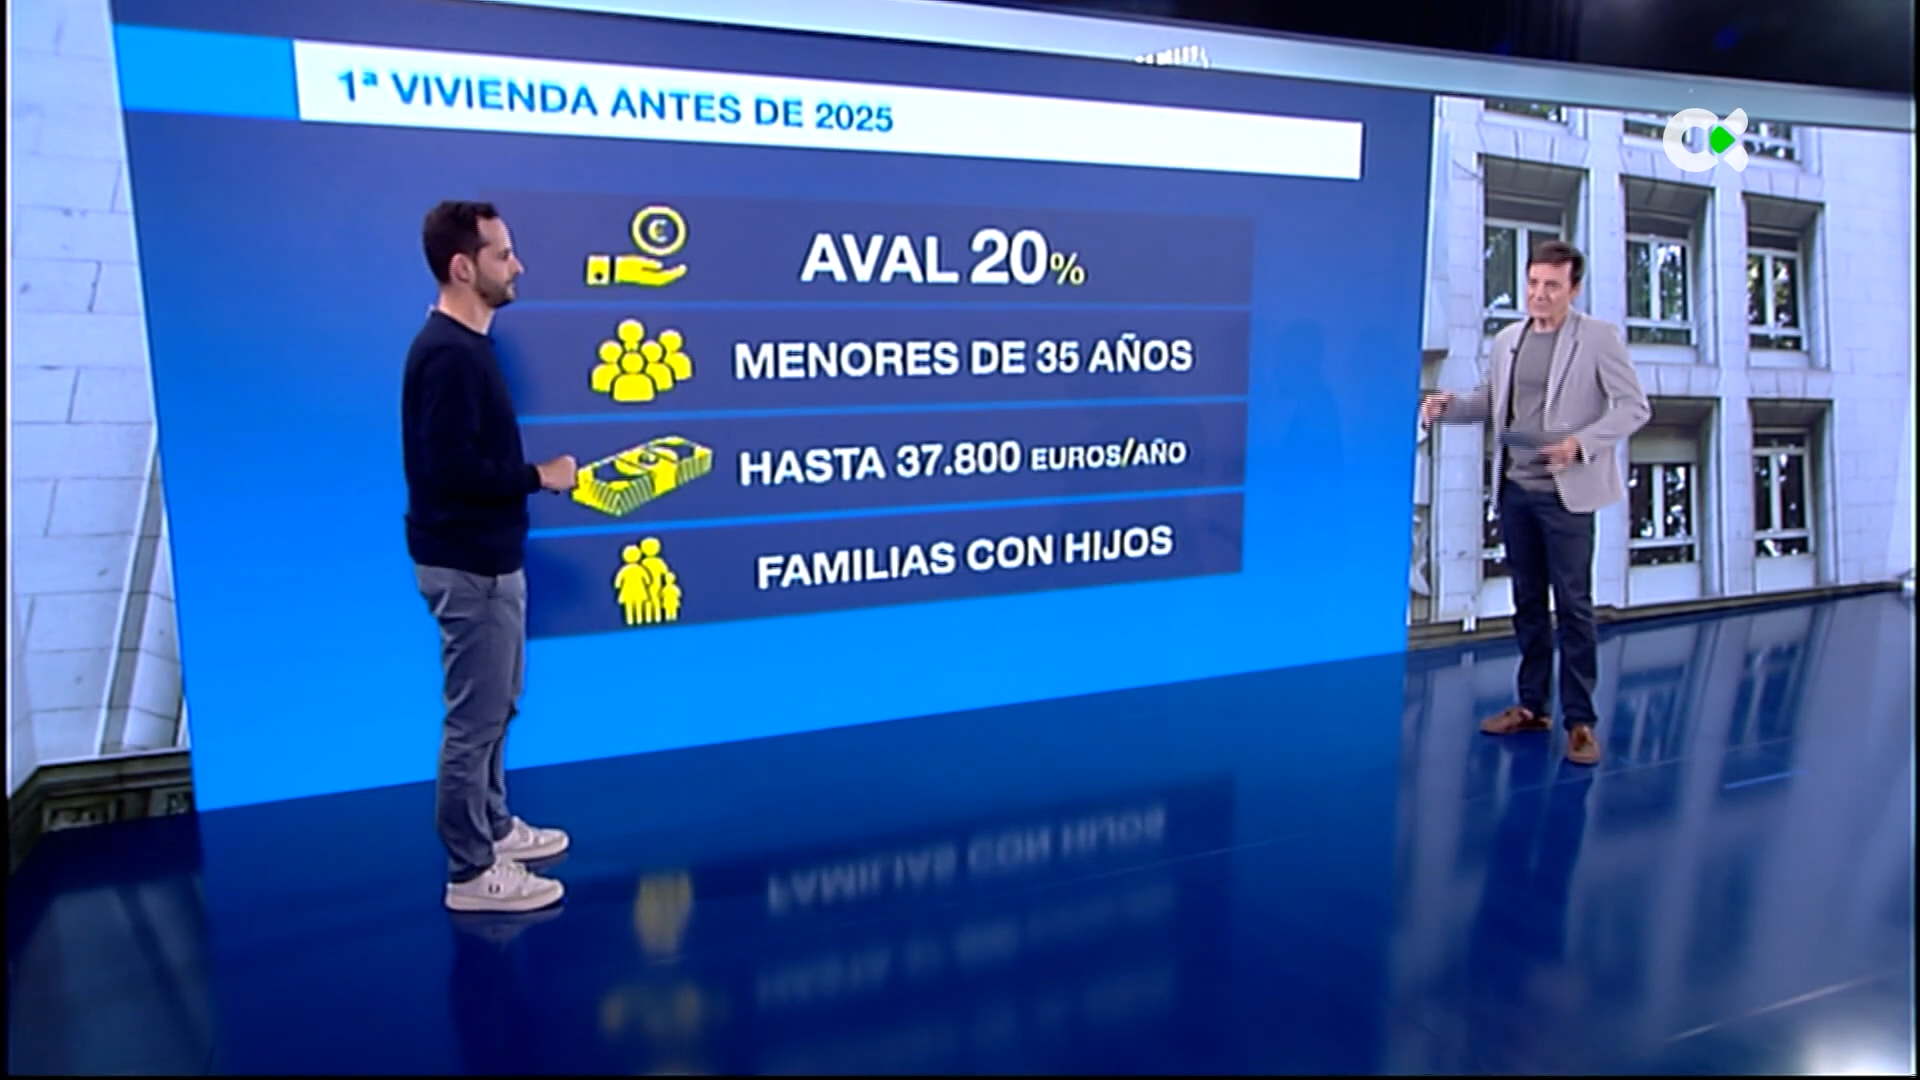 1ª VIVIENDA ANTES DE 2025
AVAL 20%
MENORES DE 35 AÑOS
HASTA 37.800 EUROS/AÑO
FAMILIAS CON HIJOS